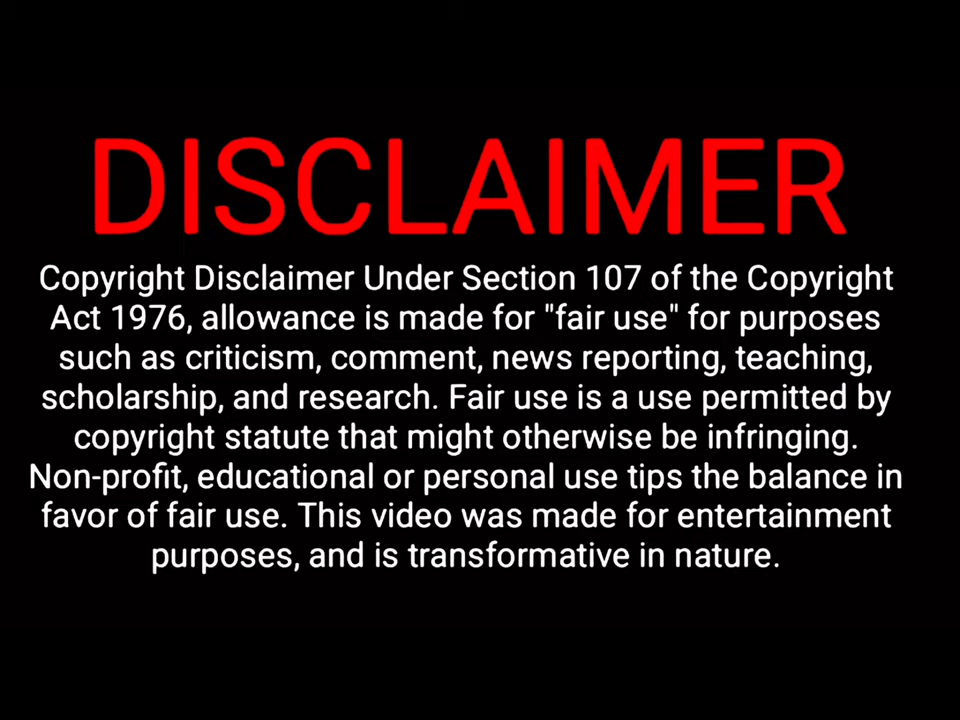 DISCLAIMER
Copyright Disclaimer Under Section 107 of the Copyright
Act 1976, allowance is made for "fair use" for purposes
such as criticism, comment, news reporting, teaching,
scholarship, and research. Fair use is a use permitted by
copyright statute that might otherwise be infringing.
Non-profit, educational or personal use tips the balance in
favor of fair use. This video was made for entertainment
purposes, and is transformative in nature.